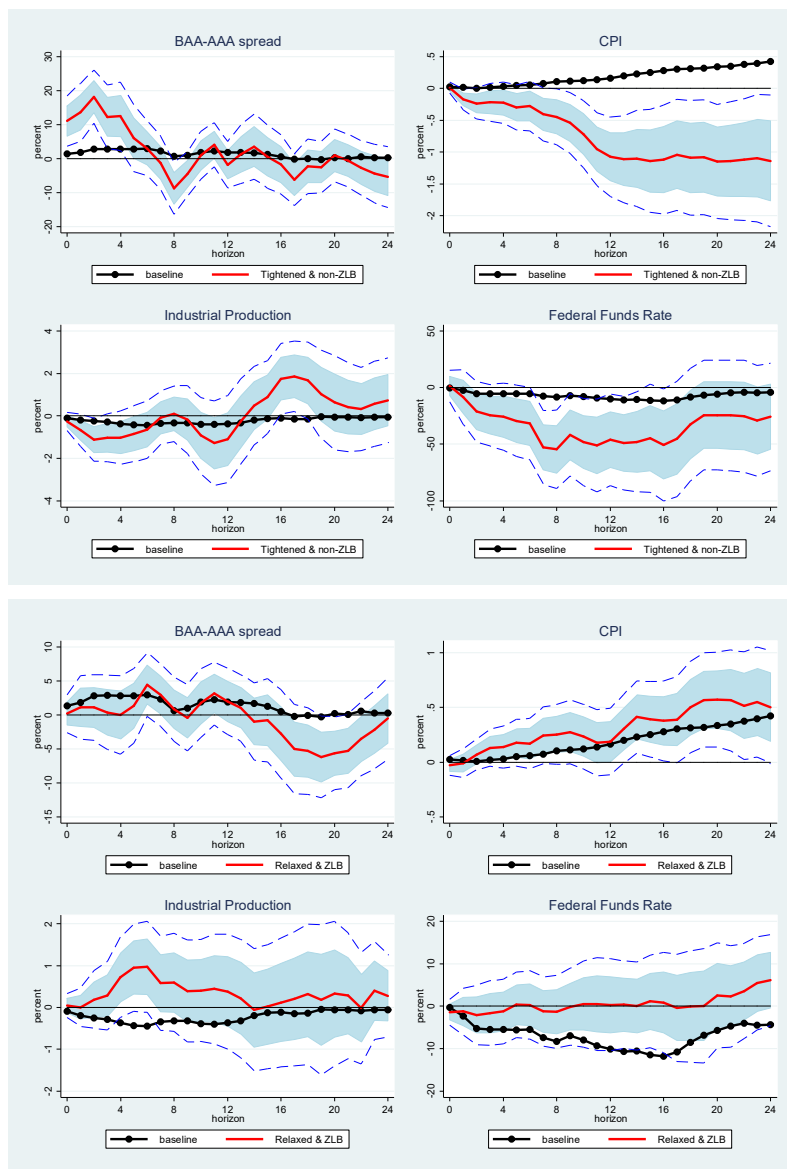 BAA-AAA spread
percent
30
20
10
0
-10
-20
0 4 8 12 16 20 24
horizon
baseline Tightened & non-ZLB
CPI
percent
.5
0
-.5
-1
-1.5
-2
0 4 8 12 16 20 24
horizon
baseline Tightened & non-ZLB
Industrial Production
percent
4
2
0
-2
-4
0 4 8 12 16 20 24
horizon
baseline Tightened & non-ZLB
Federal Funds Rate
percent
50
0
-50
-100
0 4 8 12 16 20 24
horizon
baseline Tightened & non-ZLB
BAA-AAA spread
percent
10
5
0
-5
-10
-15
0 4 8 12 16 20 24
horizon
baseline Relaxed & ZLB
CPI
percent
1
.5
0
-.5
0 4 8 12 16 20 24
horizon
baseline Relaxed & ZLB
Industrial Production
percent
2
1
0
-1
-2
0 4 8 12 16 20 24
horizon
baseline Relaxed & ZLB
Federal Funds Rate
percent
20
10
0
-10
-20
0 4 8 12 16 20 24
horizon
baseline Relaxed & ZLB